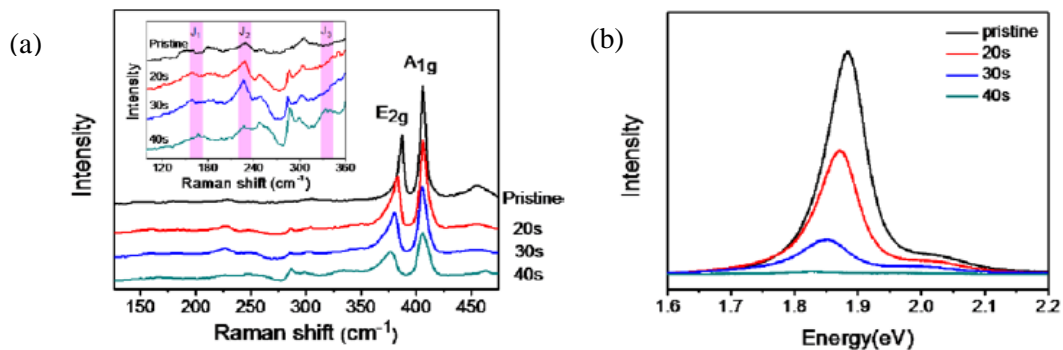 (a)
J1 J2 J3
Pristine
20s
30s
40s
Intensity
120 180 240 300 360
Raman shift (cm-1)
A1g
E2g
Intensity
Pristine
20s
30s
40s
150 200 250 300 350 400 450
Raman shift (cm-1)
(b)
pristine
20s
30s
40s
Intensity
1.6 1.7 1.8 1.9 2.0 2.1 2.2
Energy(eV)